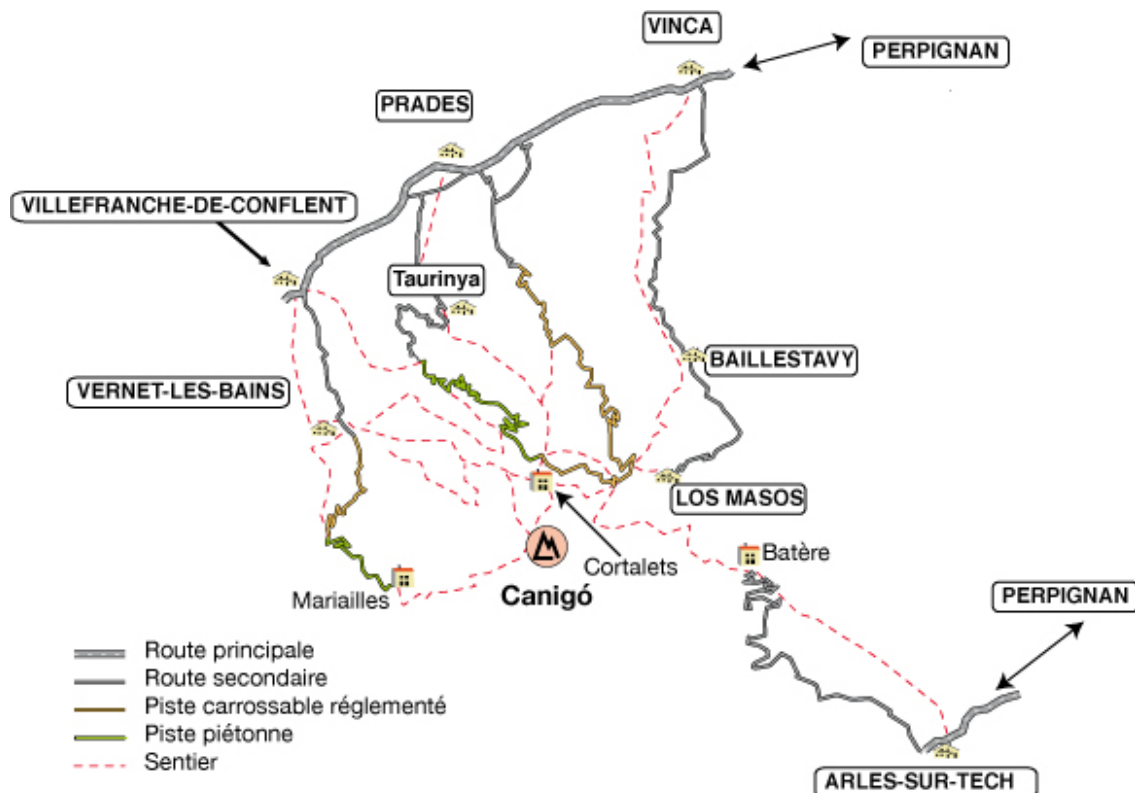 VINCA
PERPIGNAN
PRADES
VILLEFRANCHE-DE-CONFLENT
Taurinya
BAILLESTAVY
VERNET-LES-BAINS
LOS MASOS
Batère
Cortalets
Mariailles
Canigó
PERPIGNAN
Route principale
Route secondaire
Piste carrossable réglementé
Piste piétonne
Sentier
ARLES-SUR-TECH